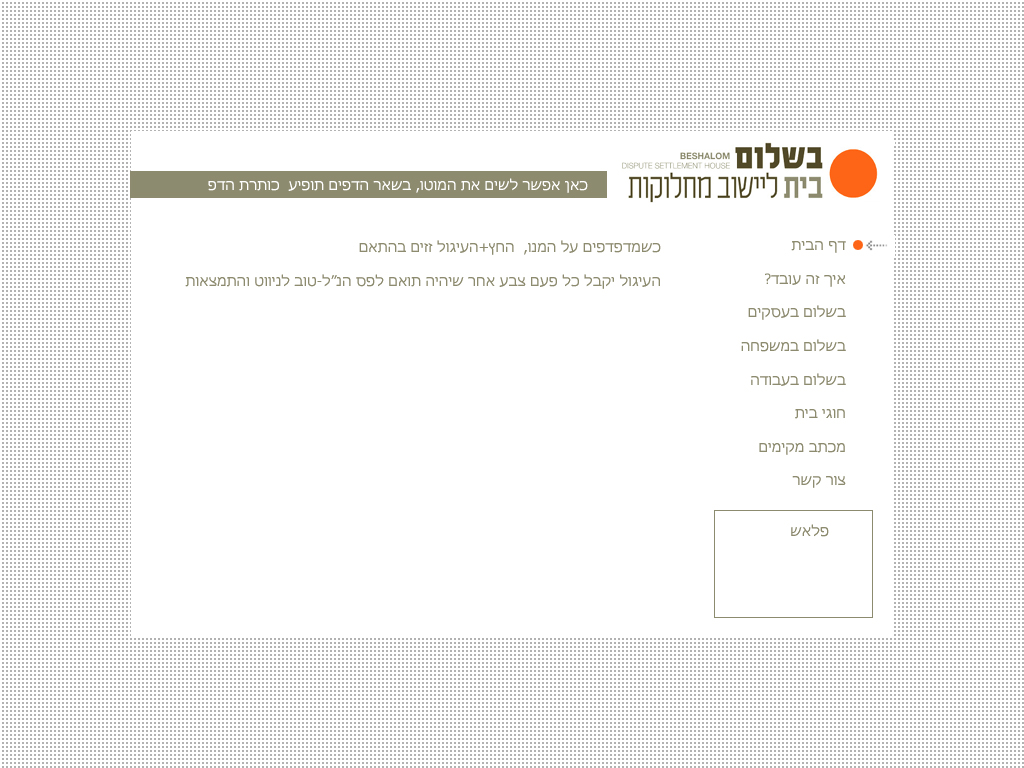 בשלום
BESHALOM
DISPUTE SETTLEMENT HOUSE
בית ליישוב מחלוקות
כאן אפשר לשים את המוטו, בשאר הדפים תופיע כותרת הדפ
דף הבית
איך זה עובד?
בשלום בעסקים
בשלום במשפחה
בשלום בעבודה
חוגי בית
מכתב מקימים
צור קשר
פלאש
כשמדפדפים על המנו, החץ+העיגול זזים בהתאם
העיגול יקבל כל פעם צבע אחר שיהיה תואם לפס הנ"ל-טוב לניווט והתמצאות